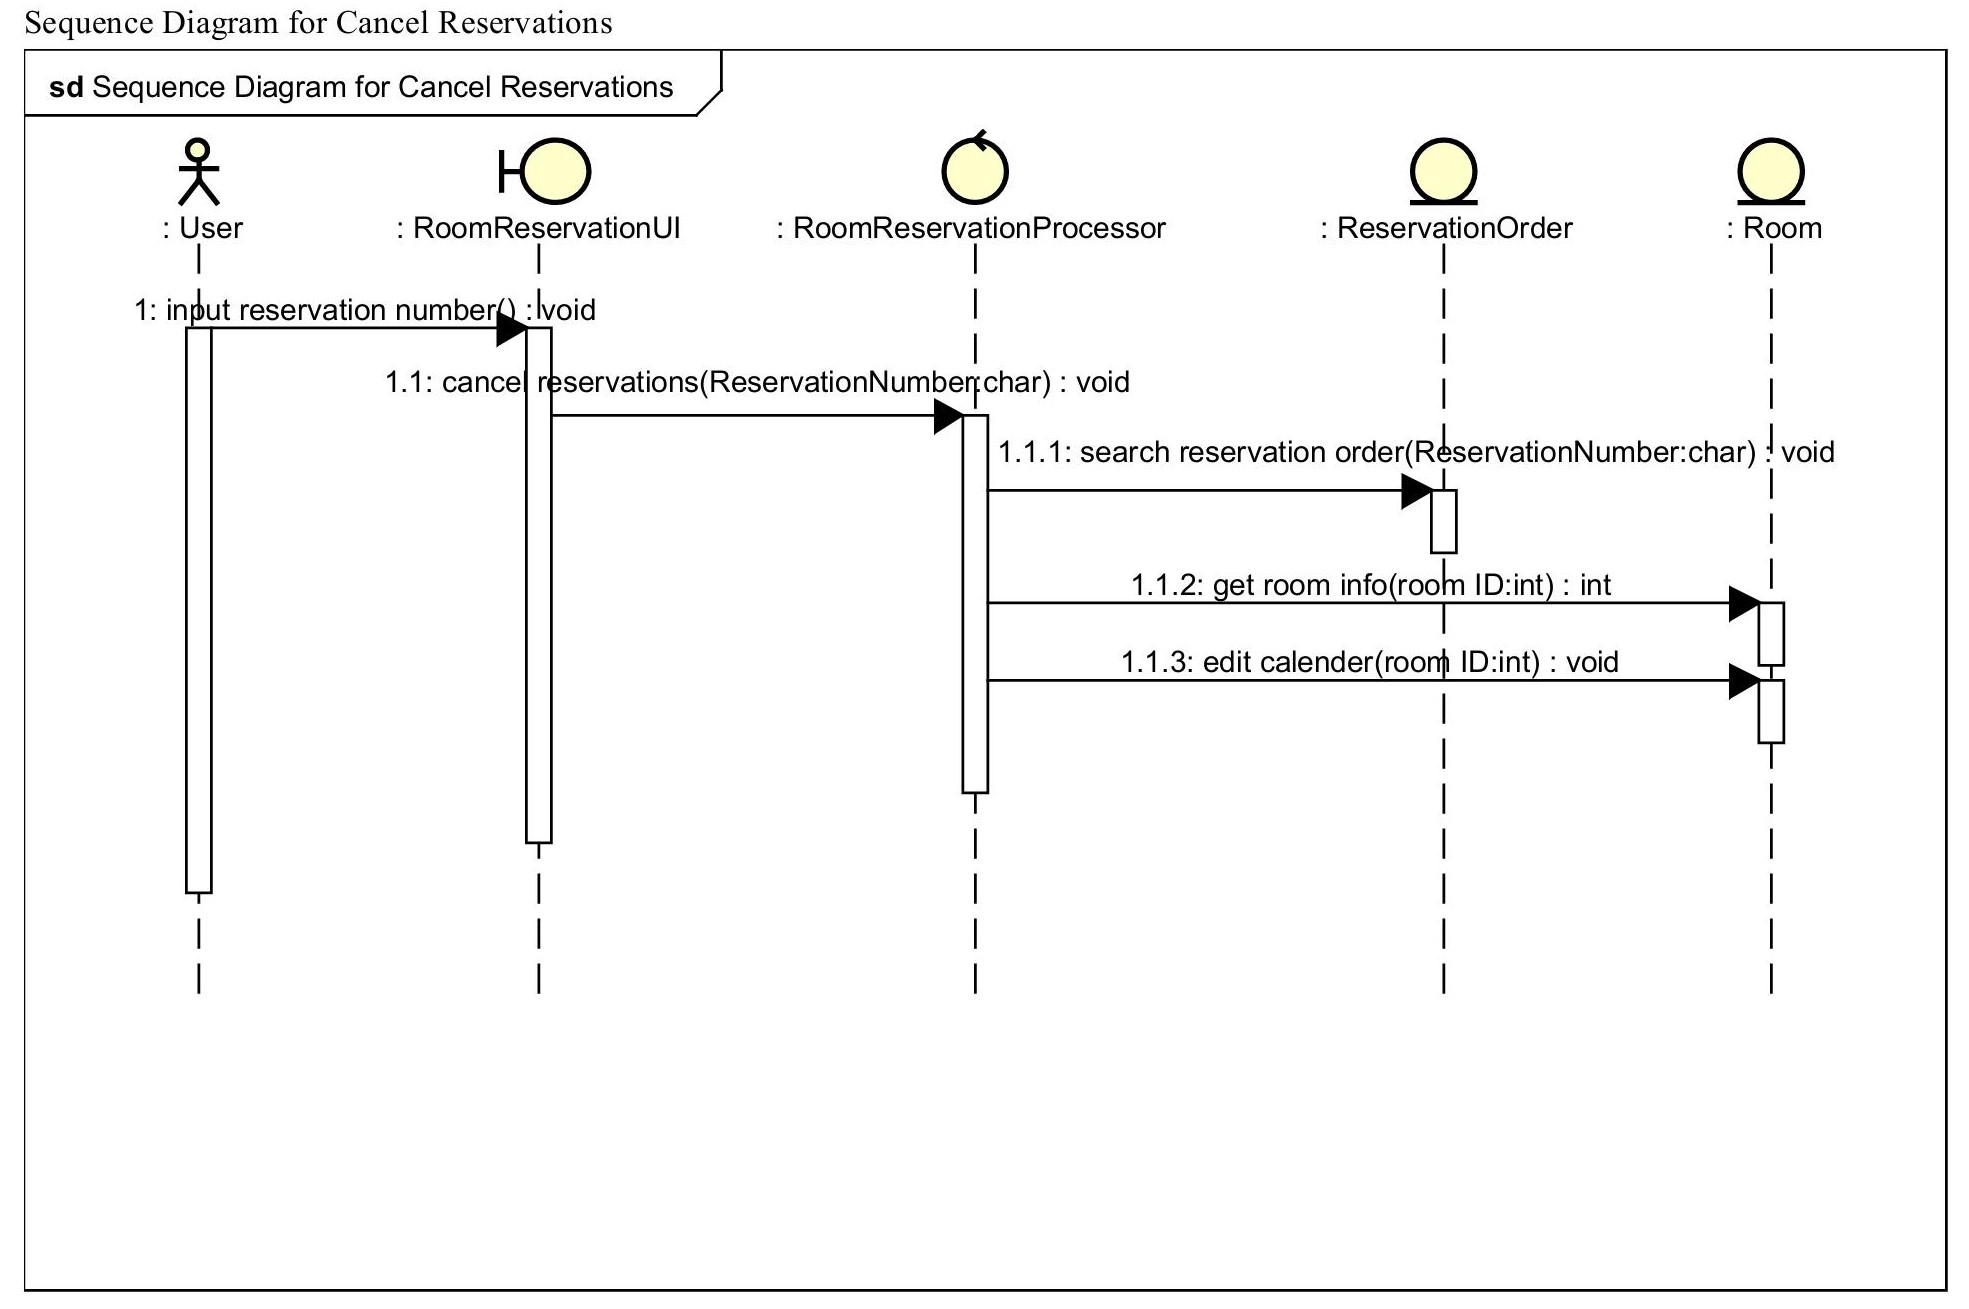 Sequence Diagram for Cancel Reservations
sd Sequence Diagram for Cancel Reservations
: User
: RoomReservationUI
: RoomReservationProcessor
: ReservationOrder
: Room
1: input reservation number() : void
1.1: cancel reservations(ReservationNumber:char) : void
1.1.1: search reservation order(ReservationNumber:char) : void
1.1.2: get room info(room ID:int) : int
1.1.3: edit calender(room ID:int) : void